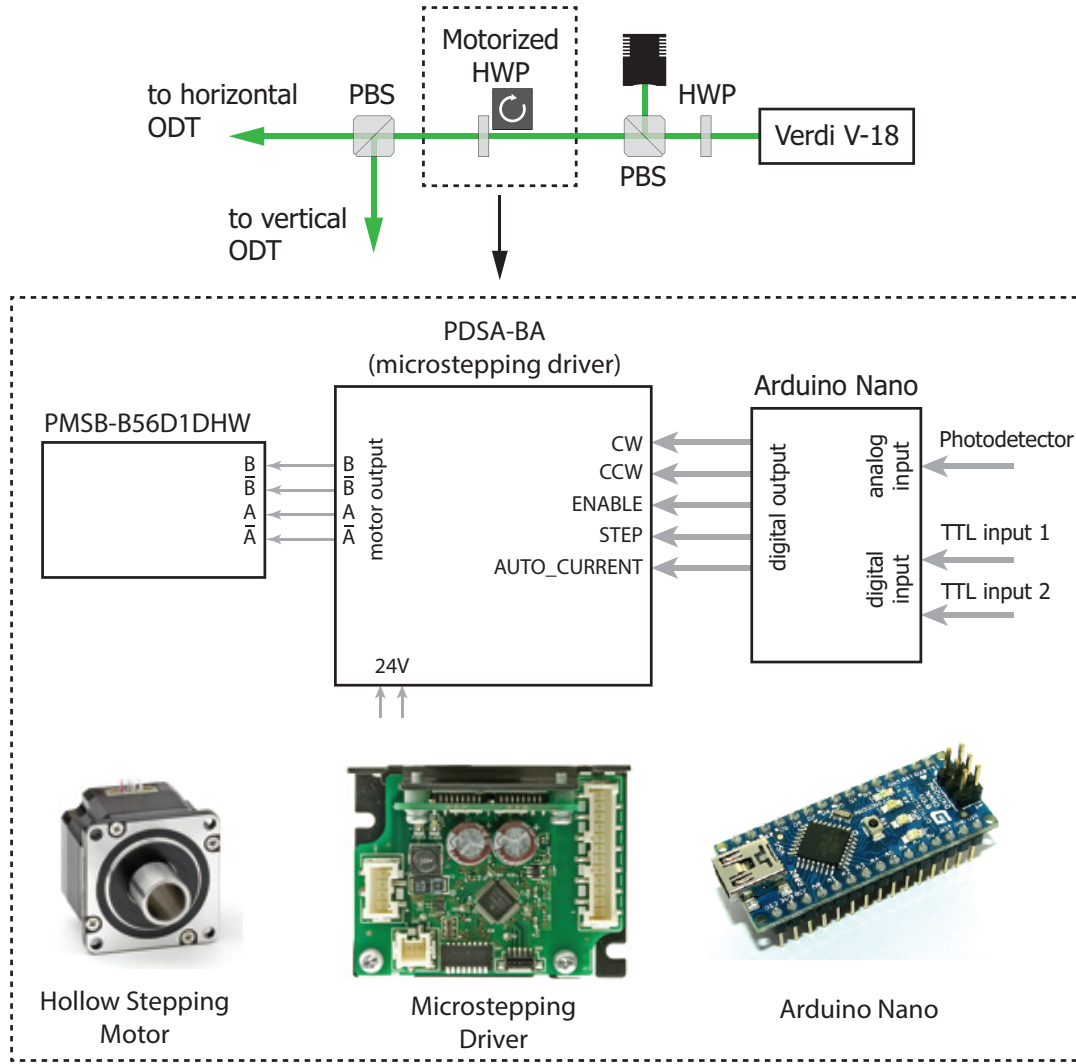 Motorized
HWP
to horizontal
ODT
PBS
HWP
Verdi V-18
PBS
to vertical
ODT
PDSA-BA
(microstepping driver)
Arduino Nano
PMSB-B56D1DHW
B
B̅
A
A̅
B
B̅
A
A̅
motor output
CW
CCW
ENABLE
STEP
AUTO_CURRENT
24V
digital output
analog
input
digital
input
Photodetector
TTL input 1
TTL input 2
Hollow Stepping
Motor
Microstepping
Driver
Arduino Nano